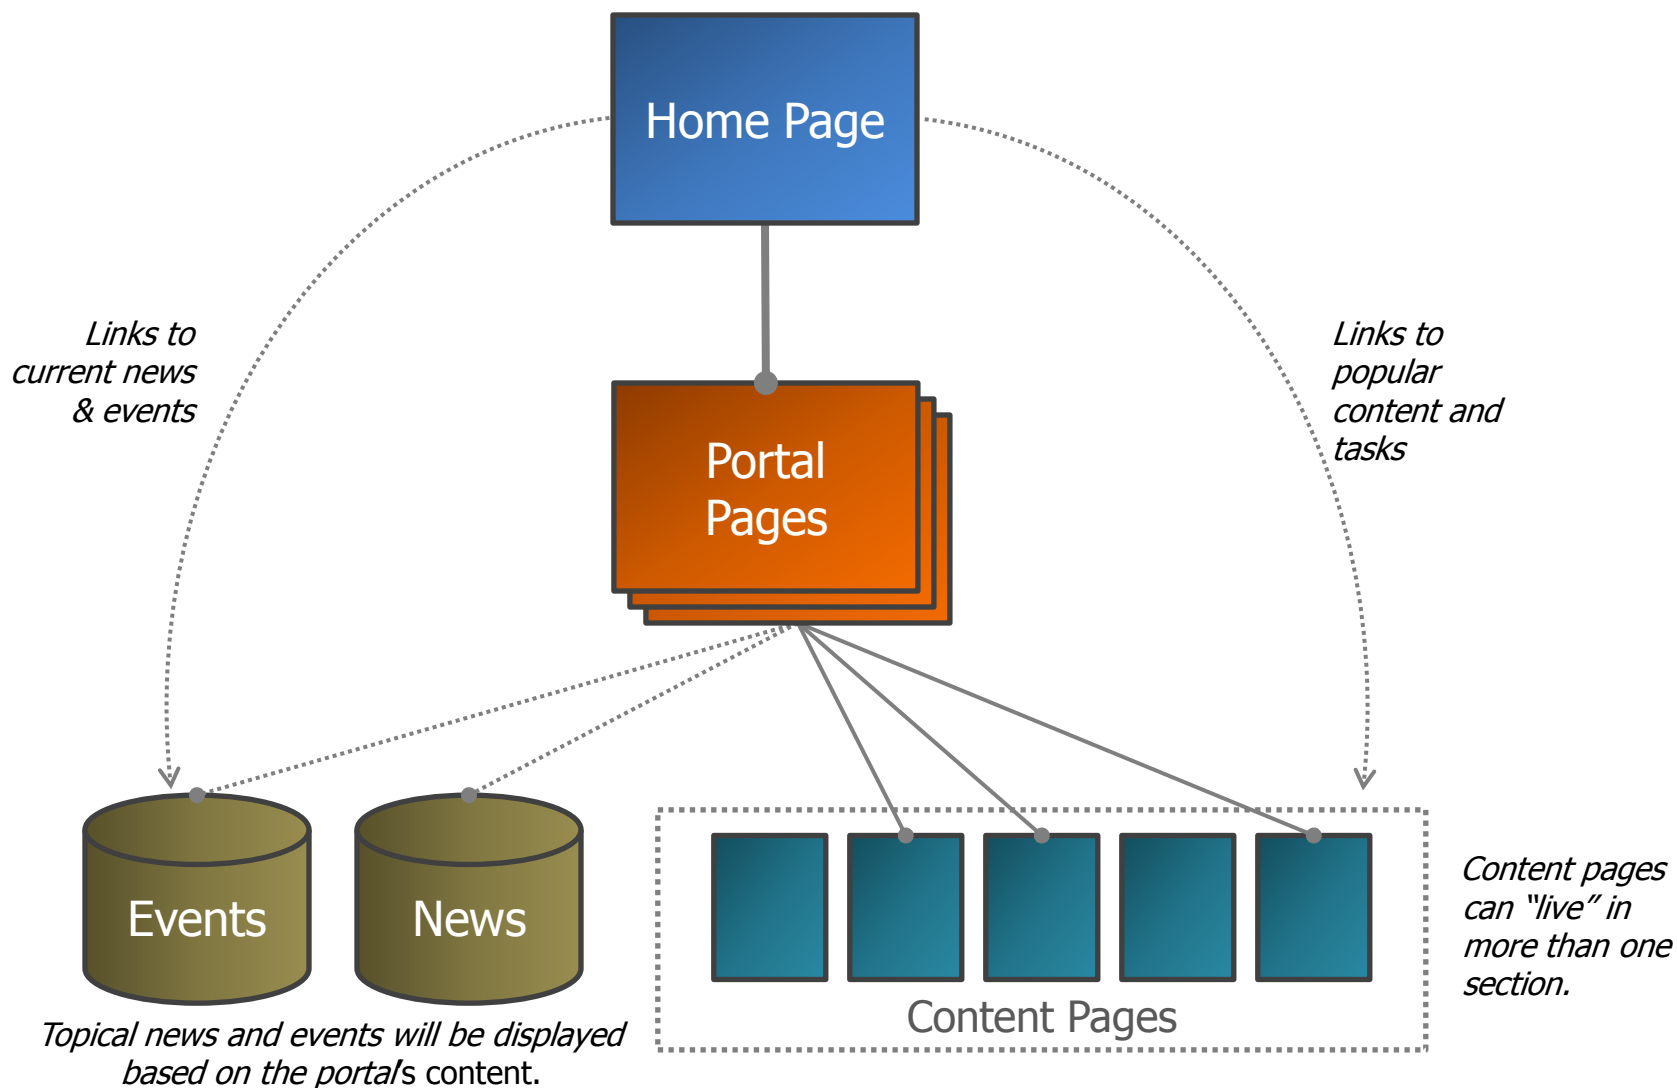 Home Page
Links to
current news
& events
Links to
popular
content and
tasks
Portal
Pages
Events
News
Content pages
can “live” in
more than one
section.
Content Pages
Topical news and events will be displayed
based on the portal’s content.